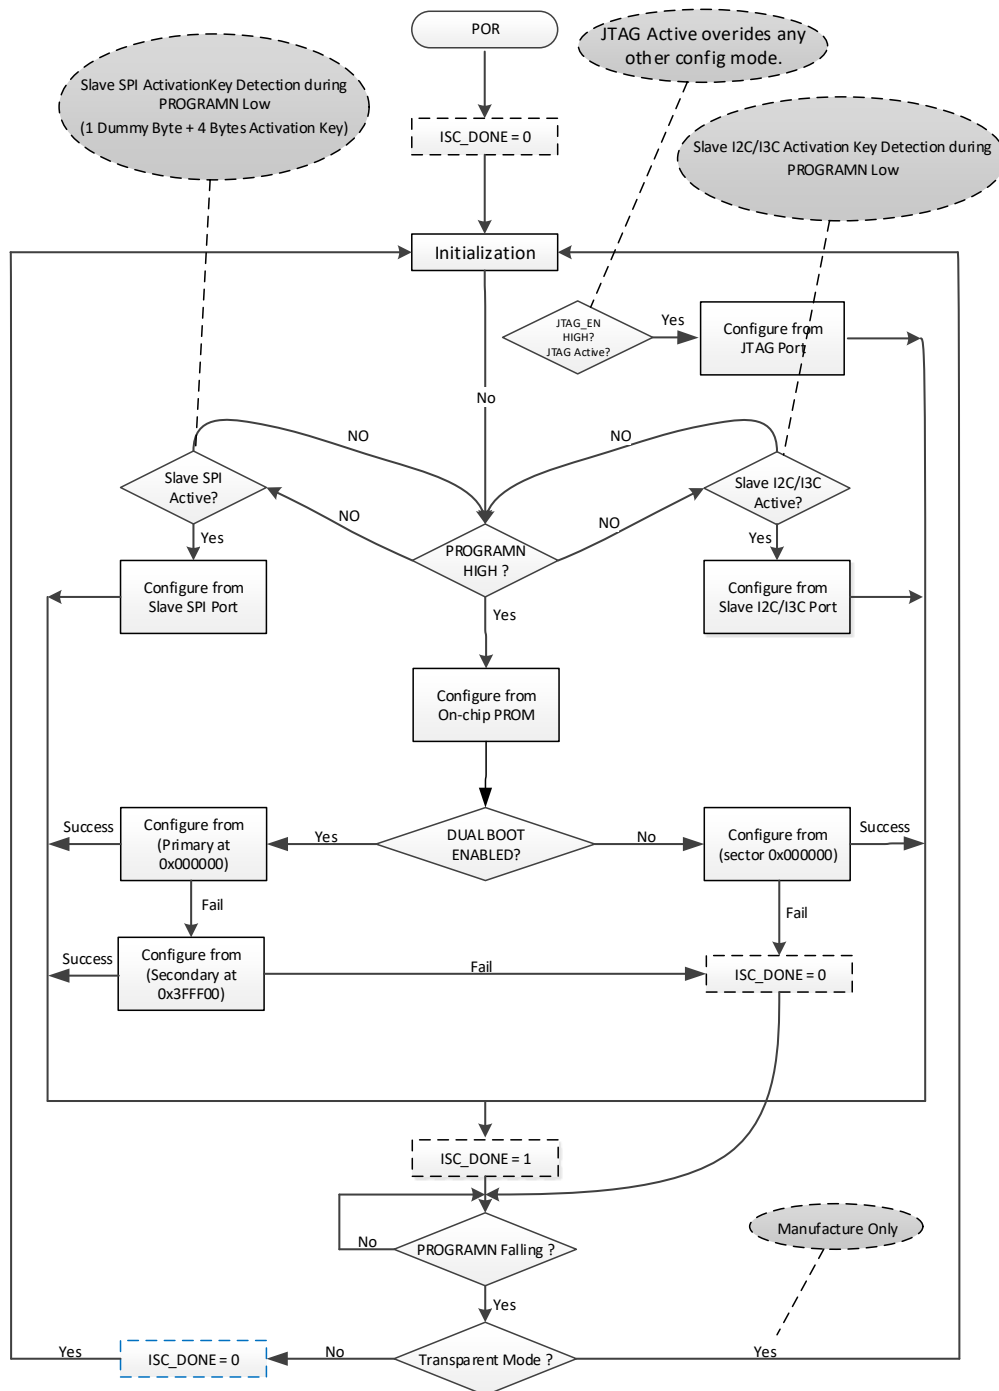 POR
JTAG Active overides any
other config mode.
Slave SPI ActivationKey Detection during
PROGRAMN Low
(1 Dummy Byte + 4 Bytes Activation Key)
ISC_DONE = 0
Slave I2C/I3C Activation Key Detection during
PROGRAMN Low
Initialization
JTAG_EN
HIGH?
JTAG Active?
Yes
Configure from
JTAG Port
No
NO
NO
Slave SPI
Active?
Slave I2C/I3C
Active?
NO
NO
Yes
Yes
PROGRAMN
HIGH ?
Configure from
Slave SPI Port
Configure from
Slave I2C/I3C Port
Yes
Configure from
On-chip PROM
Success
Configure from
(Primary at
0x000000)
Yes
DUAL BOOT
ENABLED?
No
Configure from
(sector 0x000000)
Success
Fail
Fail
Success
Configure from
(Secondary at
0x3FFF00)
Fail
ISC_DONE = 0
ISC_DONE = 1
Manufacture Only
No
PROGRAMN Falling ?
Yes
Yes
ISC_DONE = 0
No
Transparent Mode ?
Yes